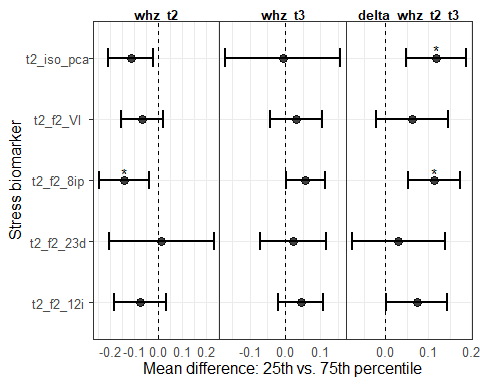 whz_t2 whz_t3 delta_whz_t2_t3
Stress biomarker
t2_iso_pca
*
t2_f2_VI
t2_f2_8ip
* *
t2_f2_23d
t2_f2_12i
-0.2 -0.1 0.0 0.1 0.2 -0.1 0.0 0.1 0.0 0.1 0.2
Mean difference: 25th vs. 75th percentile